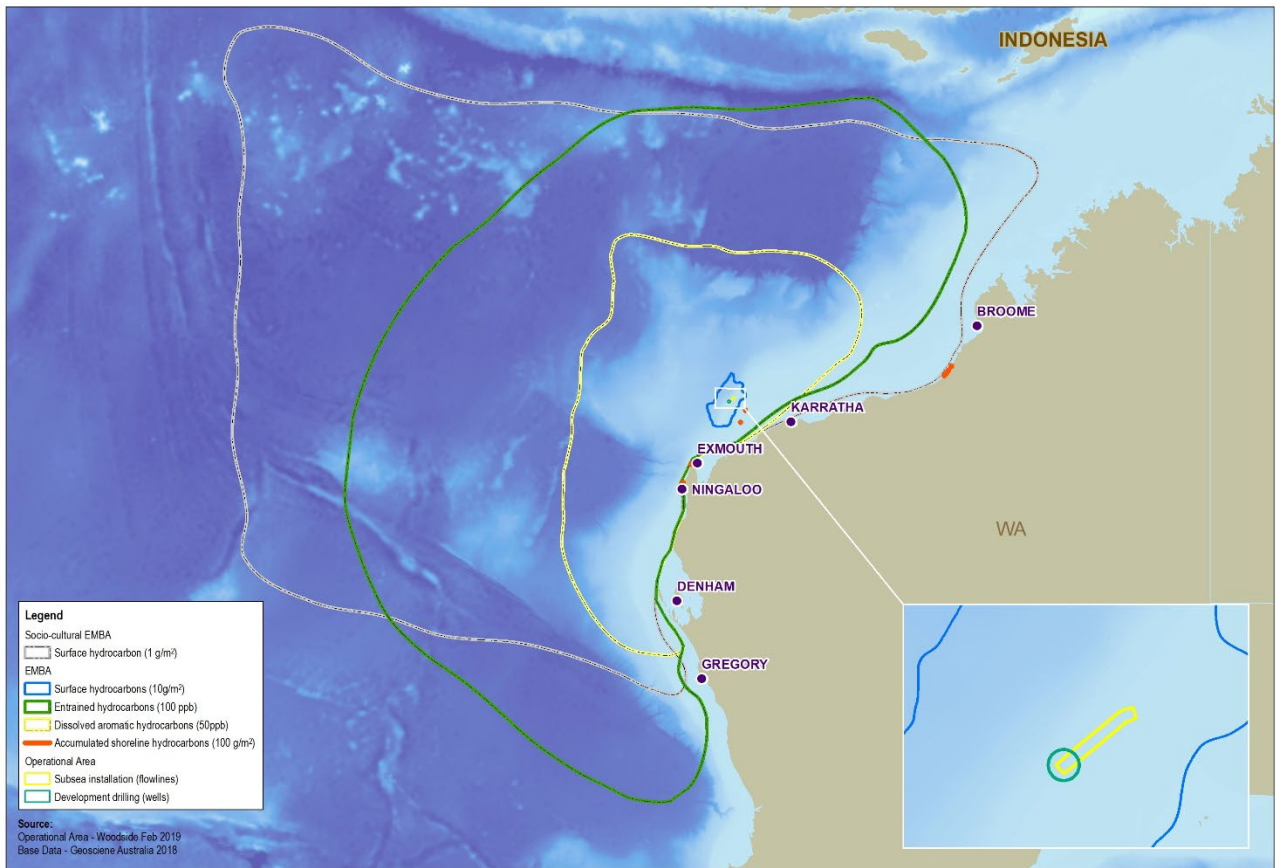 INDONESIA
BROOME
KARRATHA
EXMOUTH
NINGALOO
WA
DENHAM
GREGORY
Legend
Socio-cultural EMBA
Surface hydrocarbon (1 g/m²)
EMBA
Surface hydrocarbons (10g/m²)
Entrained hydrocarbons (100 ppb)
Dissolved aromatic hydrocarbons (50ppb)
Accumulated shoreline hydrocarbons (100 g/m²)
Operational Area
Subsea installation (flowlines)
Development drilling (wells)
Source:
Operational Area - Woodside Feb 2019
Base Data - Geosciene Australia 2018